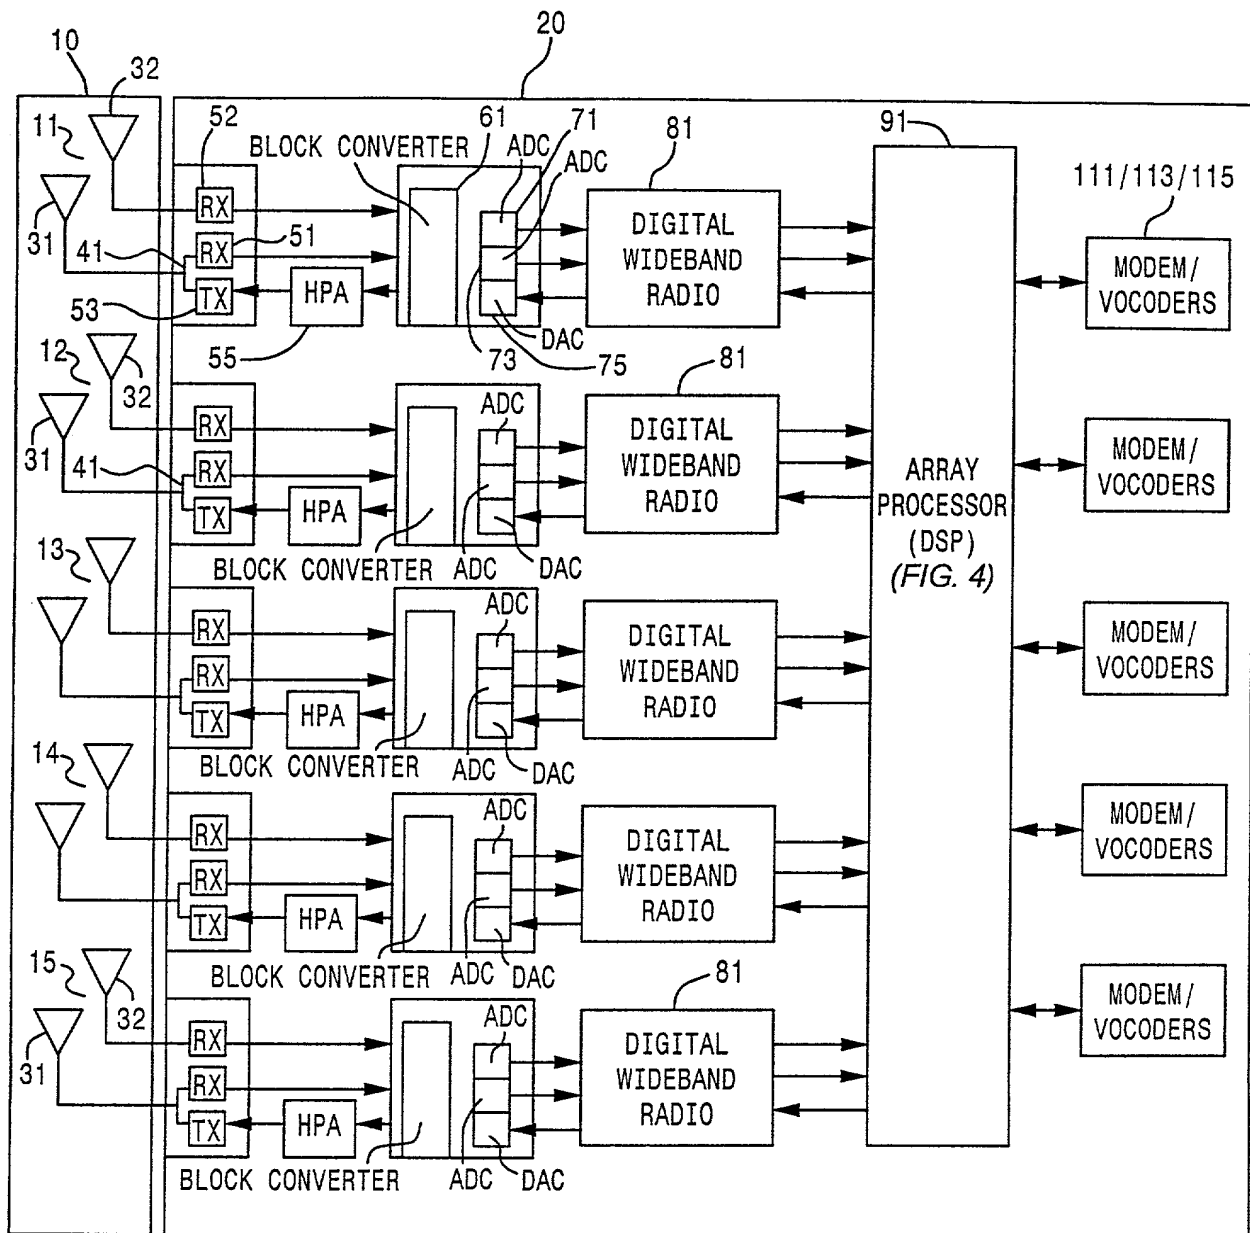 10
20
32
11
52
BLOCK CONVERTER
61
71
ADC
ADC
81
91
111/113/115
31
41
RX
RX
51
TX
53
HPA
55
73
DAC
75
DIGITAL
WIDEBAND
RADIO
MODEM/
VOCODERS
12
32
31
41
RX
RX
TX
HPA
BLOCK CONVERTER
ADC
ADC
DAC
81
DIGITAL
WIDEBAND
RADIO
ARRAY
PROCESSOR
(DSP)
(FIG. 4)
MODEM/
VOCODERS
13
RX
RX
TX
HPA
BLOCK CONVERTER
ADC
ADC
DAC
DIGITAL
WIDEBAND
RADIO
MODEM/
VOCODERS
14
RX
RX
TX
HPA
BLOCK CONVERTER
ADC
ADC
DAC
DIGITAL
WIDEBAND
RADIO
MODEM/
VOCODERS
15
32
31
RX
RX
TX
HPA
BLOCK CONVERTER
ADC
ADC
DAC
81
DIGITAL
WIDEBAND
RADIO
MODEM/
VOCODERS